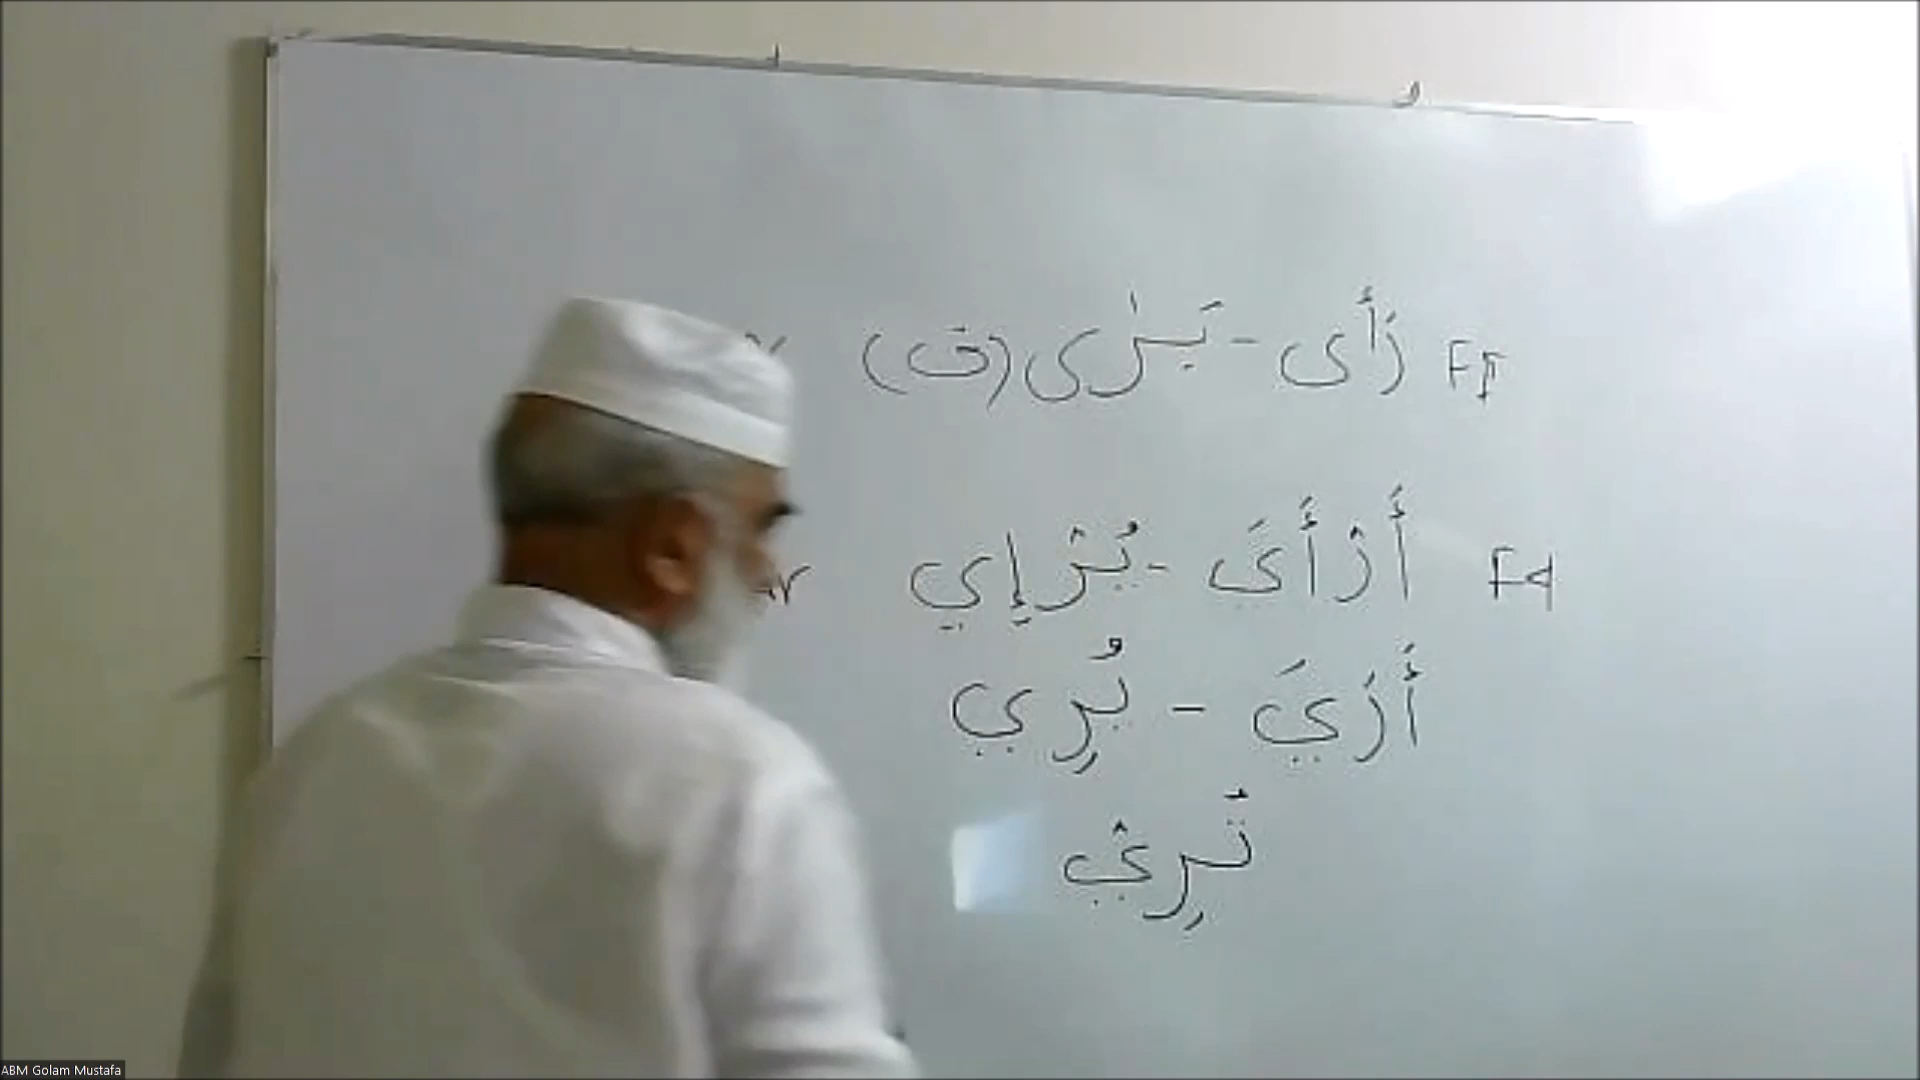 F1 رَأَى - يَرٰى (ف)
F4 أَرْأَيَ - يُرْإِي
أَرَيَ - يُرِي
تُرِيْ
ABM Golam Mustafa